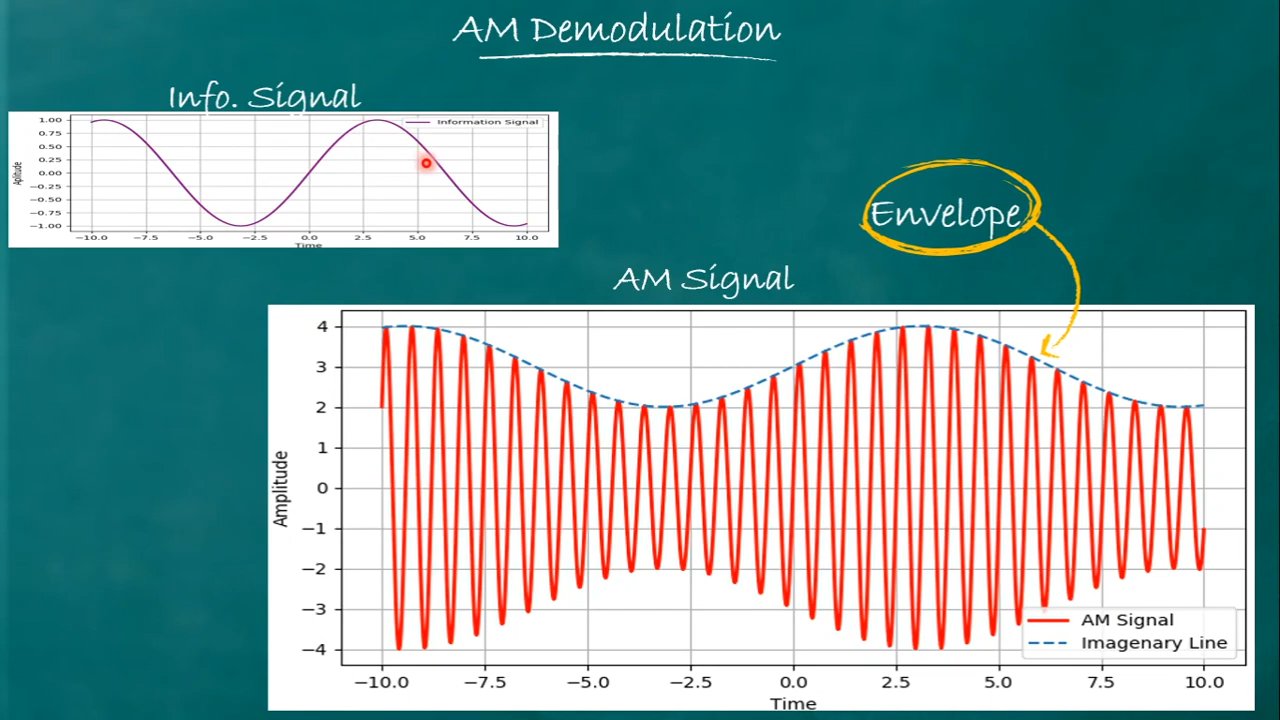 AM Demodulation
Info. Signal
Information Signal
1.00
0.75
0.50
0.25
0.00
−0.25
−0.50
−0.75
−1.00
Aplitude
−10.0 −7.5 −5.0 −2.5 0.0 2.5 5.0 7.5 10.0
Time
Envelope
AM Signal
4
3
2
1
0
−1
−2
−3
−4
Amplitude
AM Signal
Imagenary Line
−10.0 −7.5 −5.0 −2.5 0.0 2.5 5.0 7.5 10.0
Time